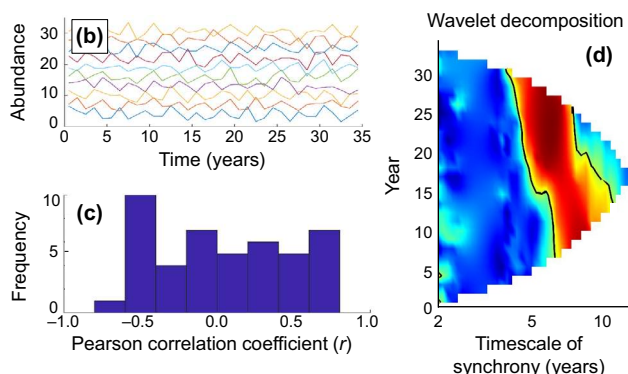 (b)
Abundance
30
20
10
0
0 5 10 15 20 25 30 35
Time (years)
(c)
Frequency
10
5
0
–1.0 –0.5 0.0 0.5 1.0
Pearson correlation coefficient (r)
Wavelet decomposition
(d)
Year
30
25
20
15
10
5
0
2 5 10
Timescale of
synchrony (years)